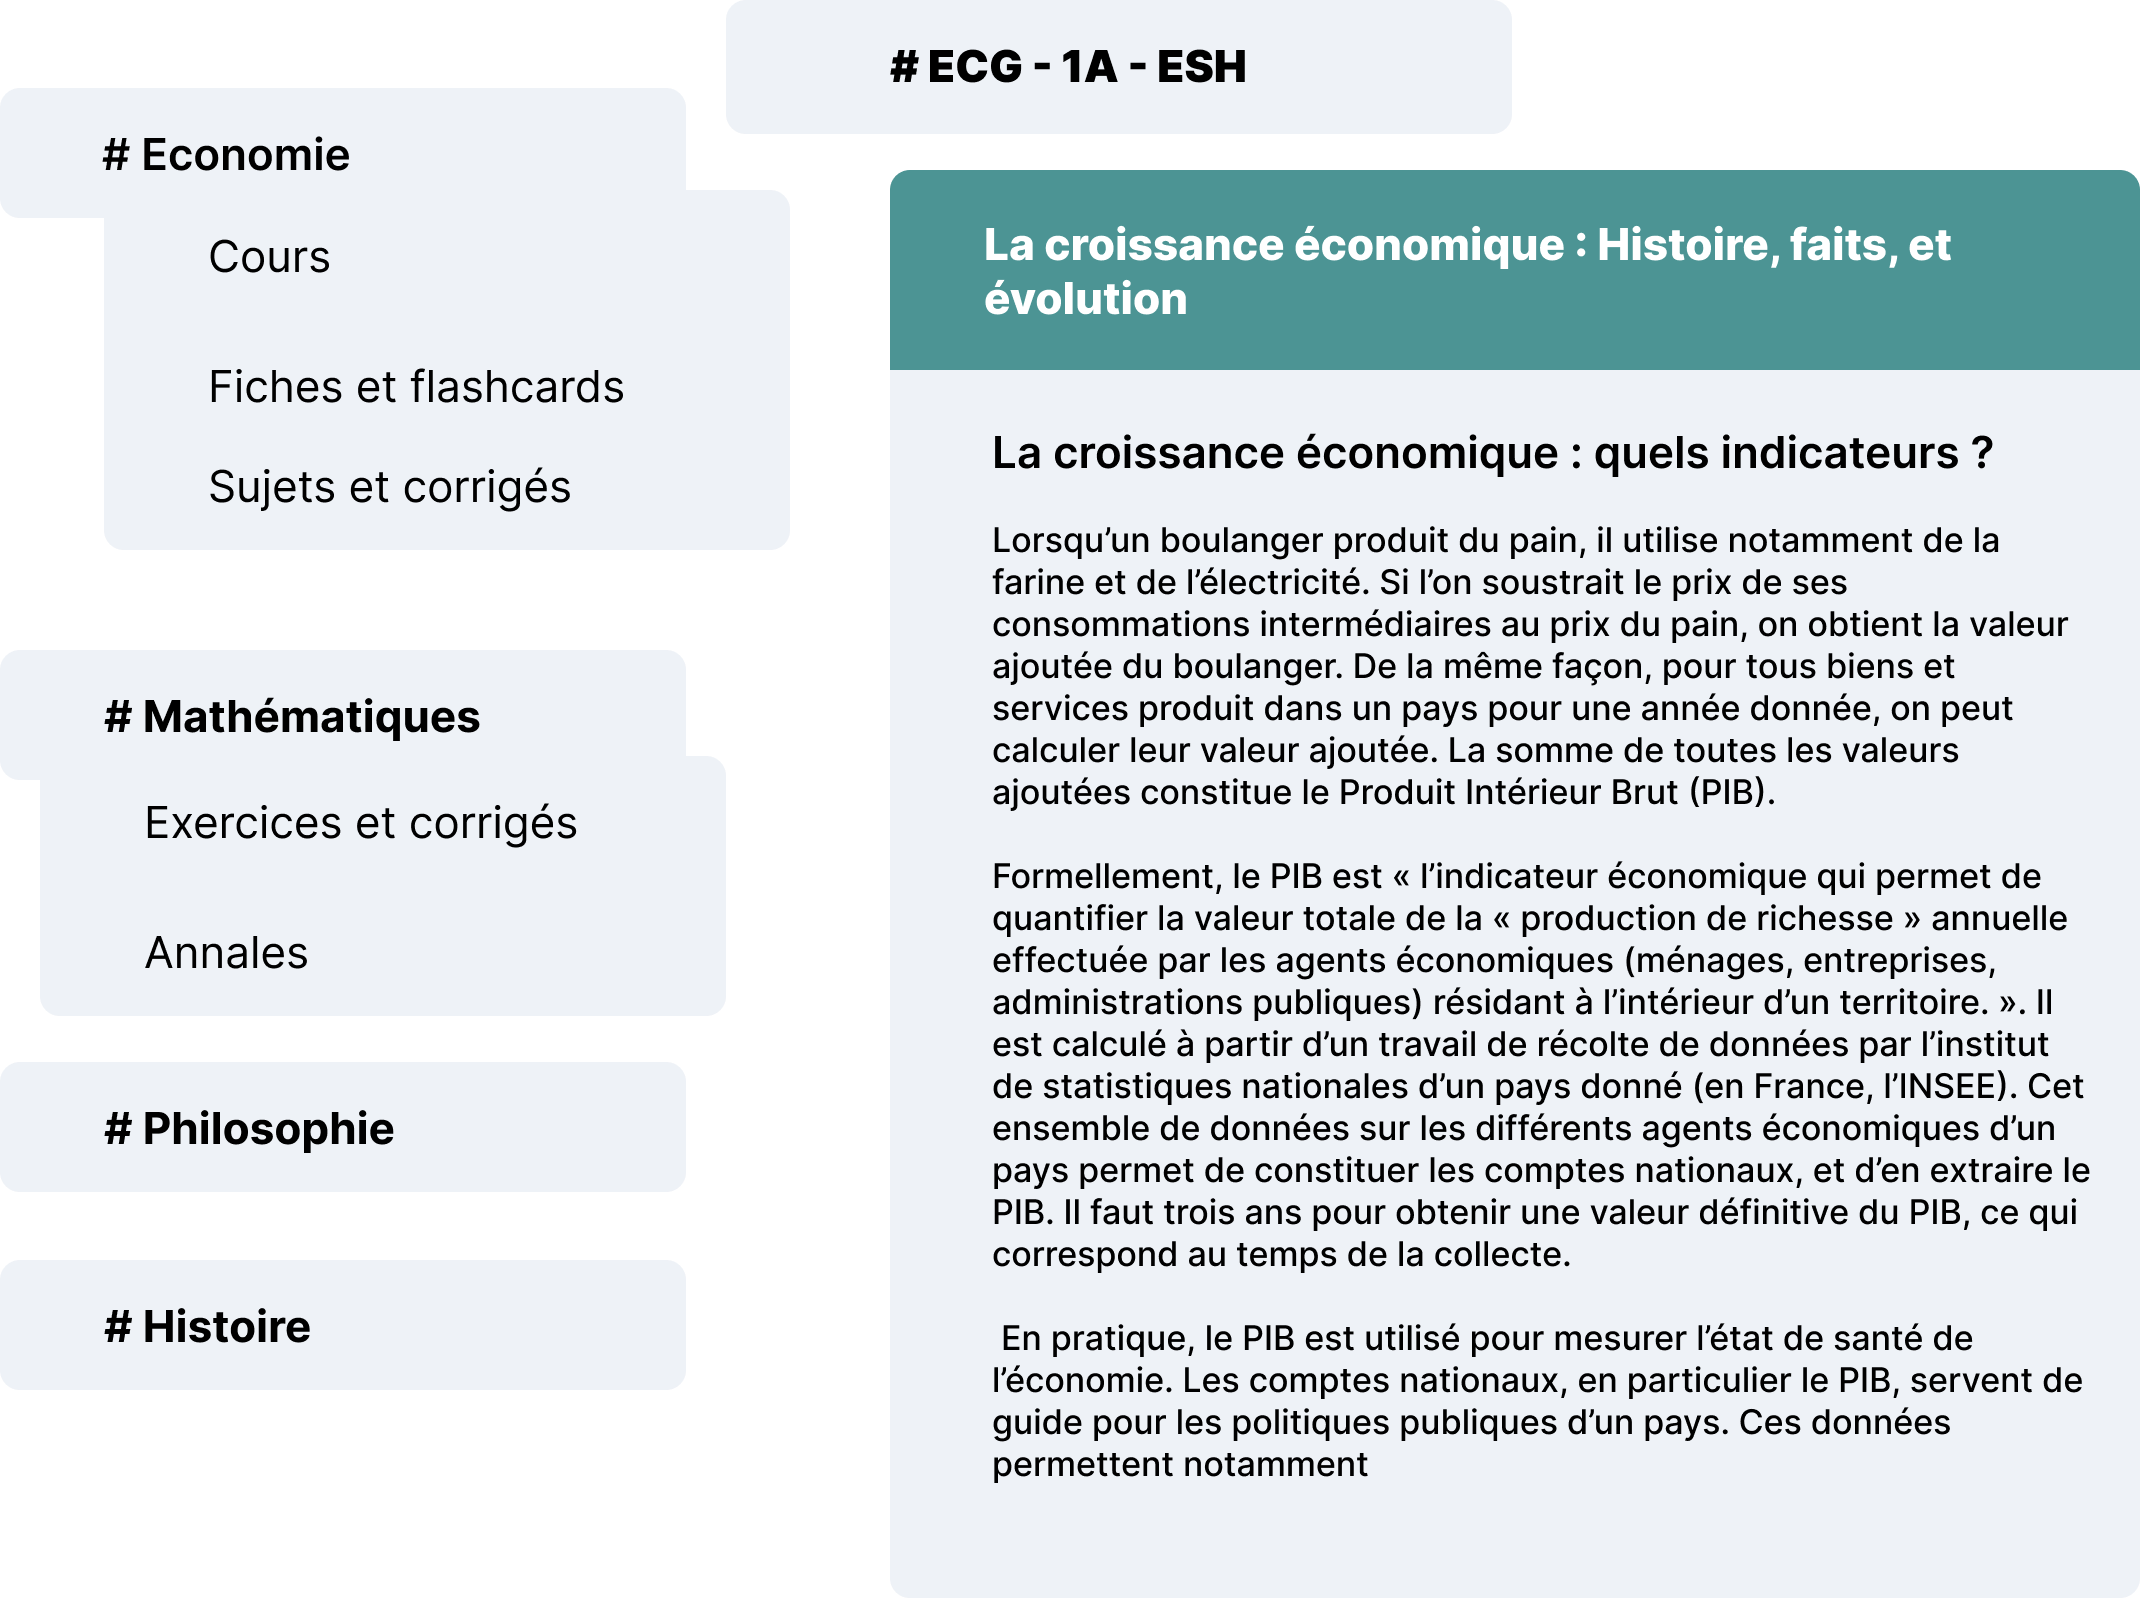 # ECG - 1A - ESH
# Economie
Cours
Fiches et flashcards
Sujets et corrigés
# Mathématiques
Exercices et corrigés
Annales
# Philosophie
# Histoire
La croissance économique : Histoire, faits, et
évolution
La croissance économique : quels indicateurs ?
Lorsqu’un boulanger produit du pain, il utilise notamment de la
farine et de l’électricité. Si l’on soustrait le prix de ses
consommations intermédiaires au prix du pain, on obtient la valeur
ajoutée du boulanger. De la même façon, pour tous biens et
services produit dans un pays pour une année donnée, on peut
calculer leur valeur ajoutée. La somme de toutes les valeurs
ajoutées constitue le Produit Intérieur Brut (PIB).
Formellement, le PIB est « l’indicateur économique qui permet de
quantifier la valeur totale de la « production de richesse » annuelle
effectuée par les agents économiques (ménages, entreprises,
administrations publiques) résidant à l’intérieur d’un territoire. ». Il
est calculé à partir d’un travail de récolte de données par l’institut
de statistiques nationales d’un pays donné (en France, l’INSEE). Cet
ensemble de données sur les différents agents économiques d’un
pays permet de constituer les comptes nationaux, et d’en extraire le
PIB. Il faut trois ans pour obtenir une valeur définitive du PIB, ce qui
correspond au temps de la collecte.
En pratique, le PIB est utilisé pour mesurer l’état de santé de
l’économie. Les comptes nationaux, en particulier le PIB, servent de
guide pour les politiques publiques d’un pays. Ces données
permettent notamment